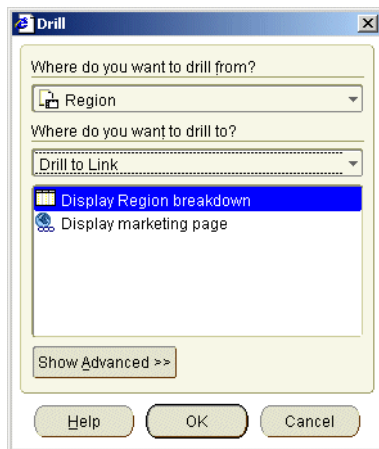 Drill
Where do you want to drill from?
Region
Where do you want to drill to?
Drill to Link
Display Region breakdown
Display marketing page
Show Advanced >>
Help OK Cancel